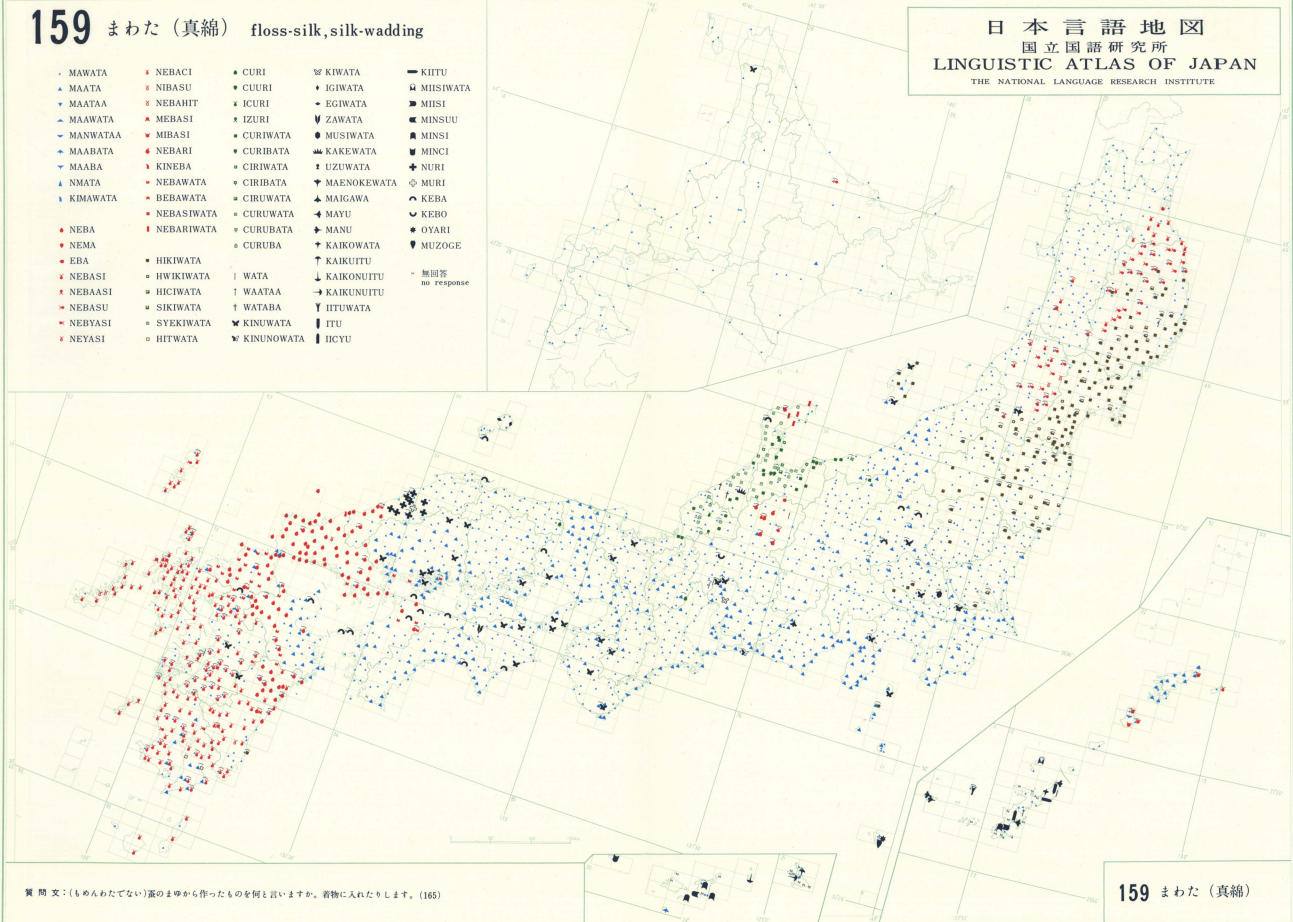 159 まわた（真綿） floss-silk, silk-wadding
日本言語地図
国立国語研究所
LINGUISTIC ATLAS OF JAPAN
THE NATIONAL LANGUAGE RESEARCH INSTITUTE
MAWATA
MAATA
MAATAA
MAAWATA
MANWATAA
MAABATA
MAABA
NMATA
KIMAWATA
NEBA
NEMA
EBA
NEBASI
NEBAASI
NEBASU
NEBYASI
NEYASI
NEBACI
NIBASU
NEBAHIT
MEBASI
MIBASI
NEBARI
KINEBA
NEBAWATA
BEBAWATA
NEBASIWATA
NEBARIWATA
HIKIWATA
HWIKIWATA
HICIWATA
SIKIWATA
SYEKIWATA
HITWATA
CURI
CUURI
ICURI
IZURI
CURIWATA
CURIBATA
CIRIWATA
CIRIBATA
CIRUWATA
CURUWATA
CURUBATA
CURUBA
WATA
WAATAA
WATABA
KINUWATA
KINUNOWATA
KIWATA
IGIWATA
EGIWATA
ZAWATA
MUSIWATA
KAKEWATA
UZUWATA
MAENOKEWATA
MAIGAWA
MAYU
MANU
KAIKOWATA
KAIKUITU
KAIKONUITU
KAIKUNUITU
IITUWATA
ITU
IICYU
KIITU
MIISIWATA
MIISI
MINSUU
MINSI
MINCI
NURI
MURI
KEBA
KEBO
OYARI
MUZOGE
無回答
no response
質問文：(もめんわたでない)蚕のまゆから作ったものを何と言いますか。着物に入れたりします。(165)
159 まわた（真綿）